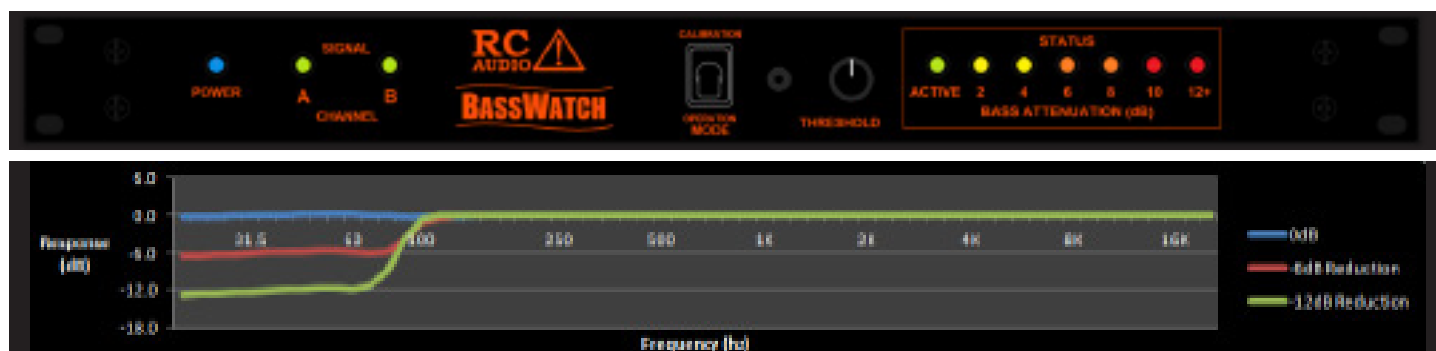 CALIBRATION
SIGNAL
RC
AUDIO
STATUS
POWER
A
B
BASSWATCH
ACTIVE 2 4 6 8 10 12+
CHANNEL
OPERATION
MODE
THRESHOLD
BASS ATTENUATION (dB)
6.0
0.0
31.5 63 100 250 500 1K 2K 4K 8K 16K
Response
(dB)
-6.0
-12.0
-18.0
Frequency (hz)
0dB
-6dB Reduction
-12dB Reduction